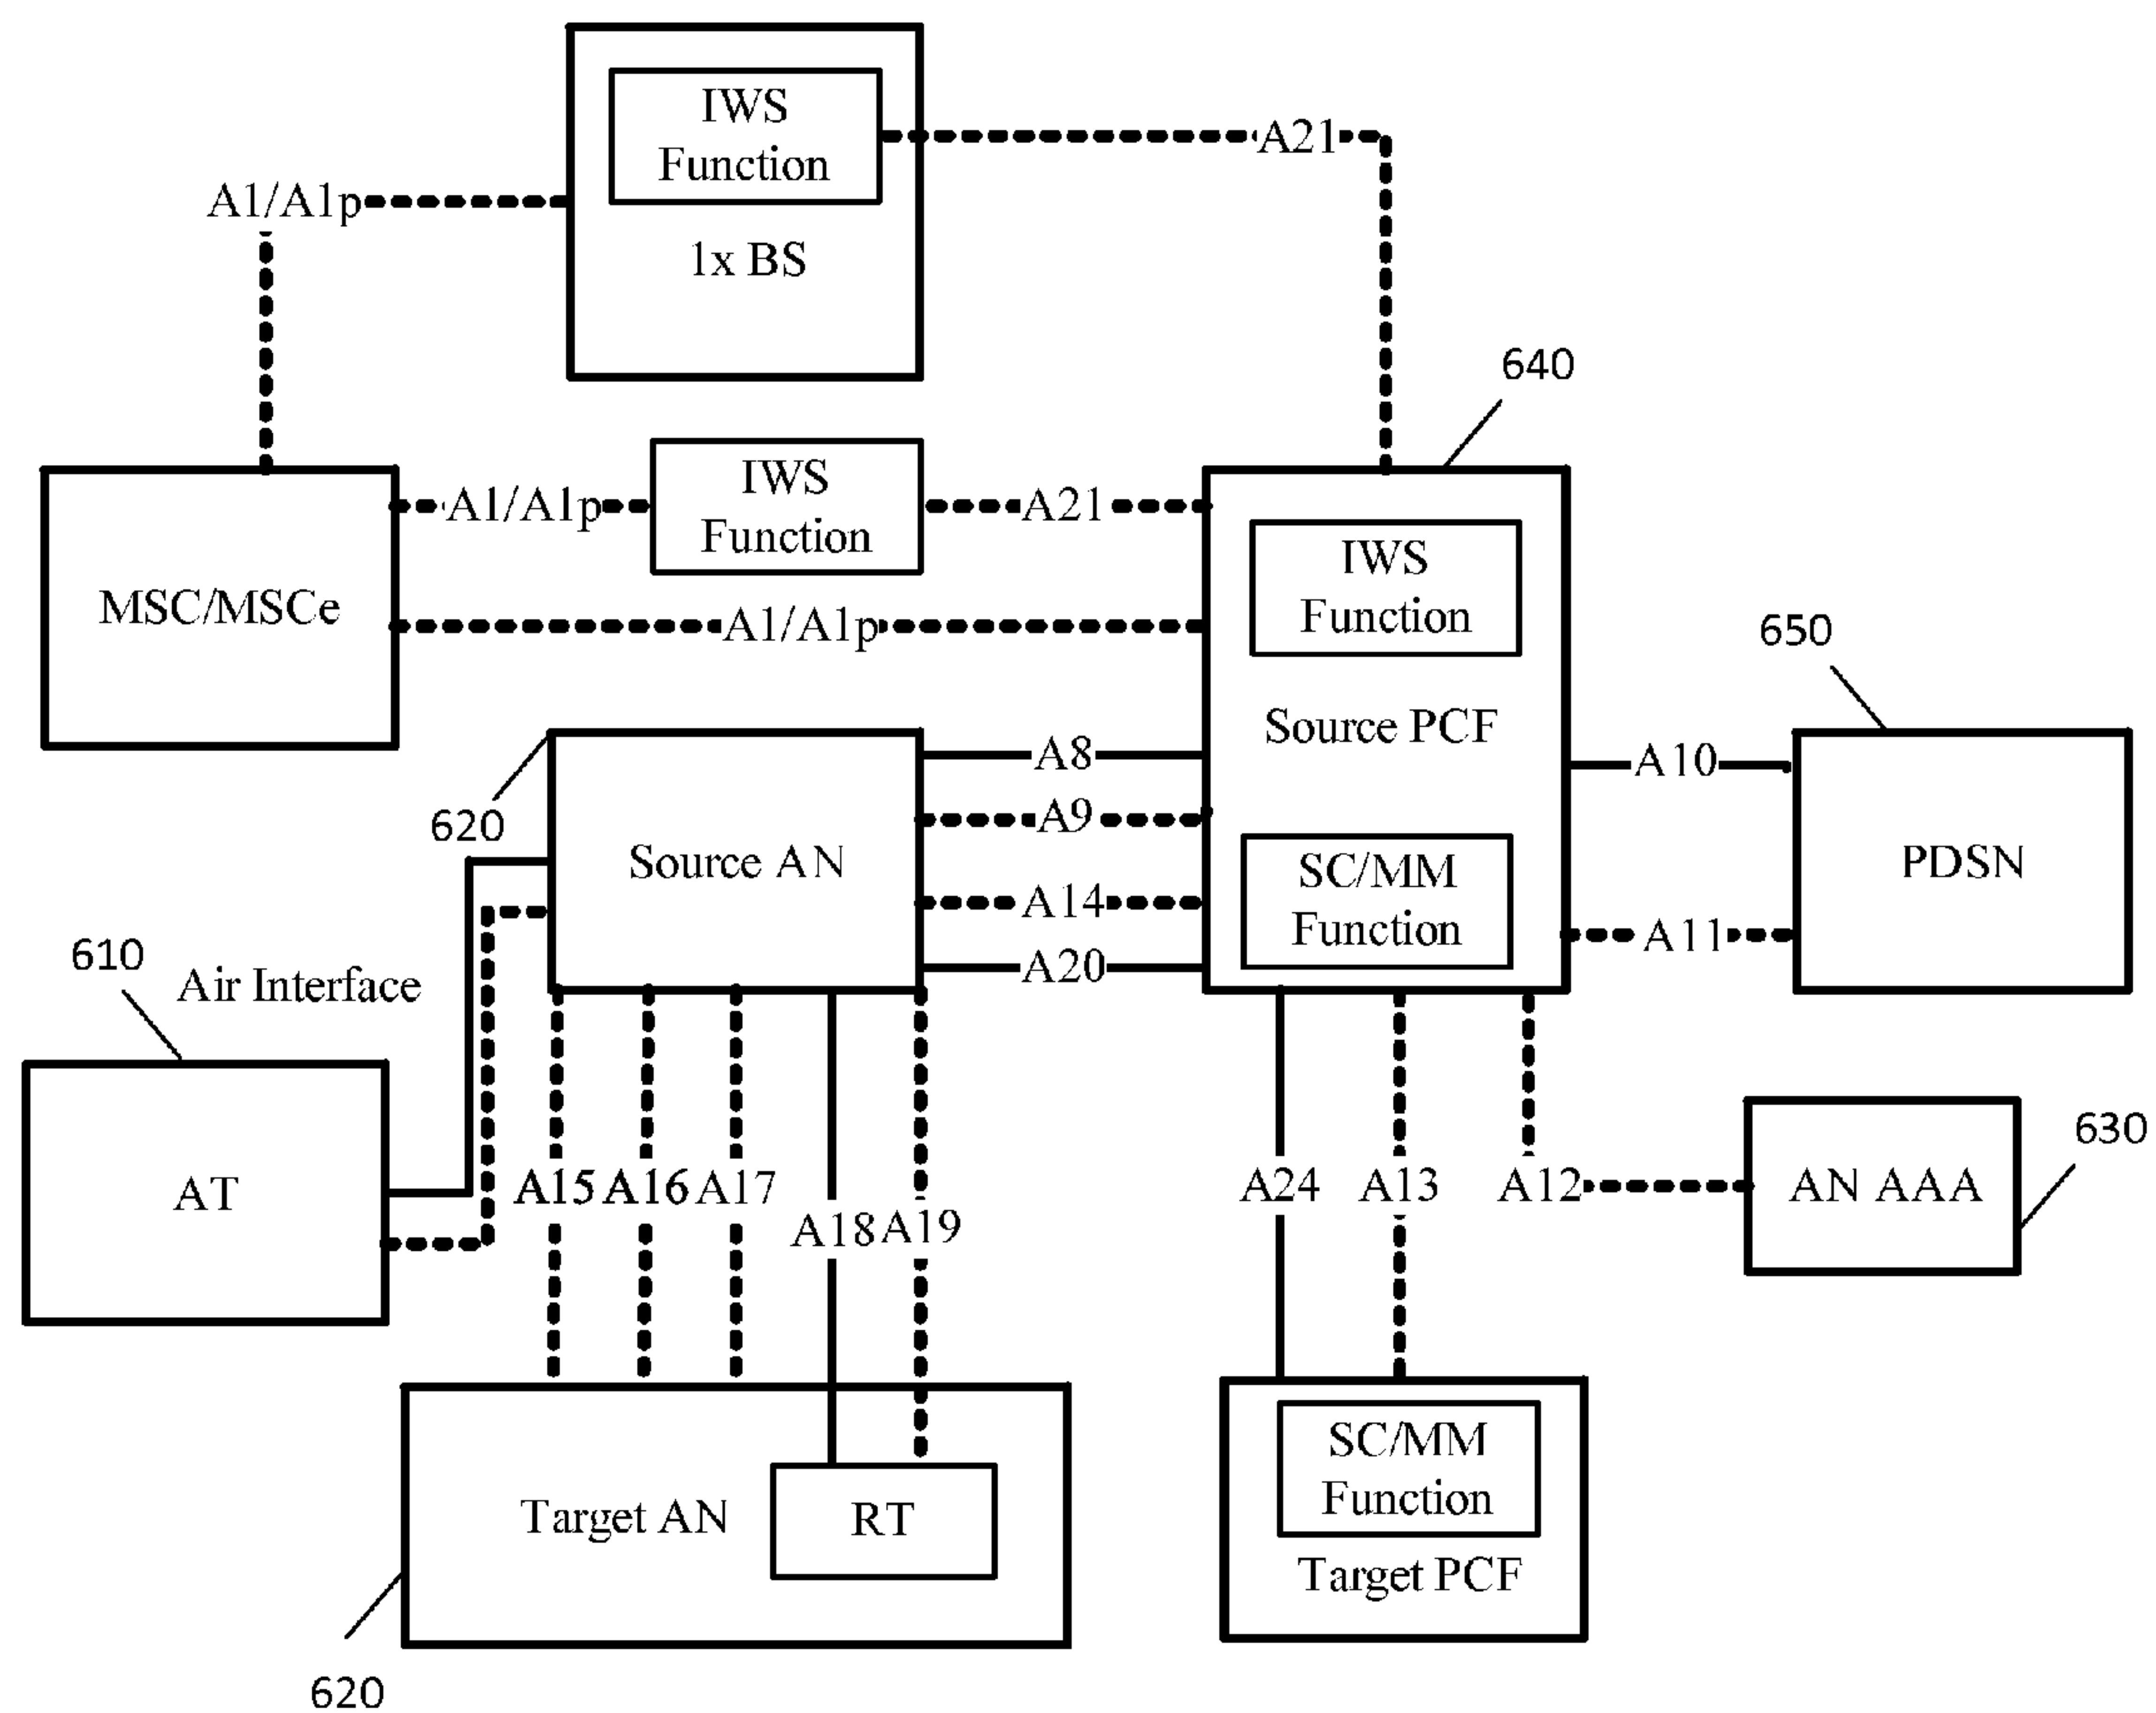 IWS
Function
1x BS
A21
A1/A1p
640
IWS
Function
A1/A1p
A21
MSC/MSCe
A1/A1p
IWS
Function
Source PCF
650
620
Source AN
A8
A9
A14
A20
SC/MM
Function
A10
A11
PDSN
610
Air Interface
AT
A15
A16
A17
A18
A19
A24
A13
A12
AN AAA
630
Target AN
RT
620
SC/MM
Function
Target PCF